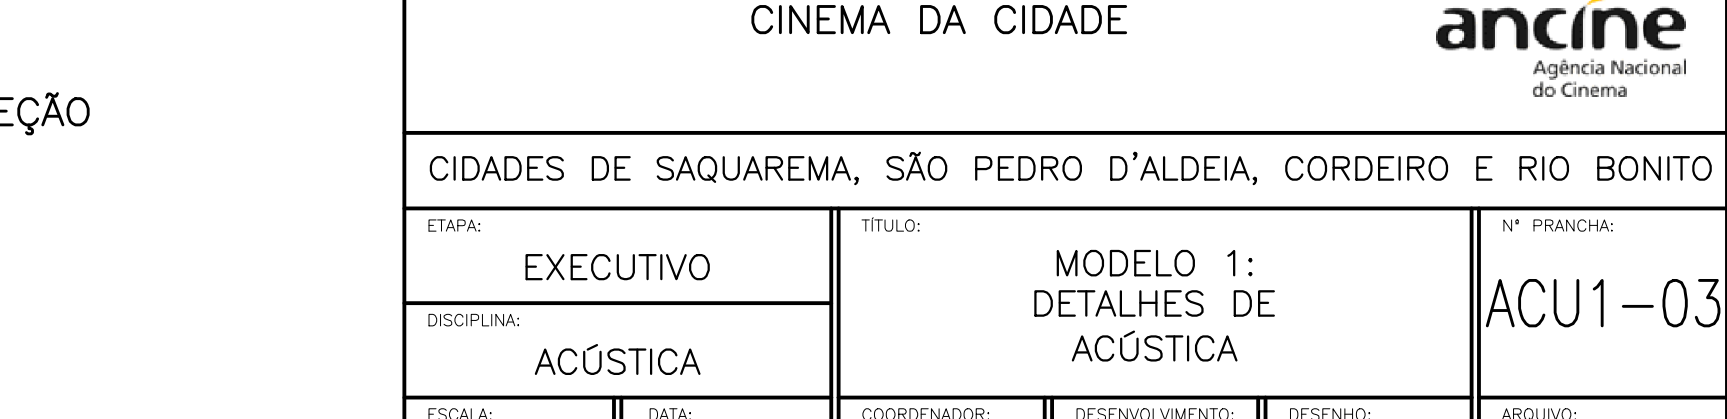 CINEMA DA CIDADE
ancine
Agência Nacional
do Cinema
EÇÃO
CIDADES DE SAQUAREMA, SÃO PEDRO D'ALDEIA, CORDEIRO E RIO BONITO
ETAPA:
EXECUTIVO
TÍTULO:
MODELO 1:
DETALHES DE
ACÚSTICA
Nº PRANCHA:
ACU1-03
DISCIPLINA:
ACÚSTICA
ESCALA:
DATA:
COORDENADOR:
DESENVOLVIMENTO:
DESENHO:
ARQUIVO: